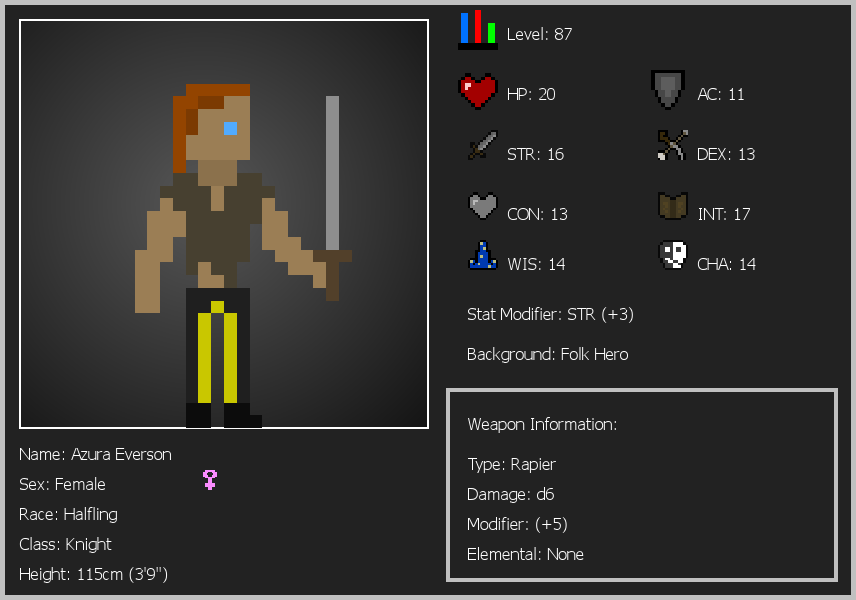 Level: 87
HP: 20
AC: 11
STR: 16
DEX: 13
CON: 13
INT: 17
WIS: 14
CHA: 14
Stat Modifier: STR (+3)
Background: Folk Hero
Weapon Information:
Type: Rapier
Damage: d6
Modifier: (+5)
Elemental: None
Name: Azura Everson
Sex: Female
Race: Halfling
Class: Knight
Height: 115cm (3'9")